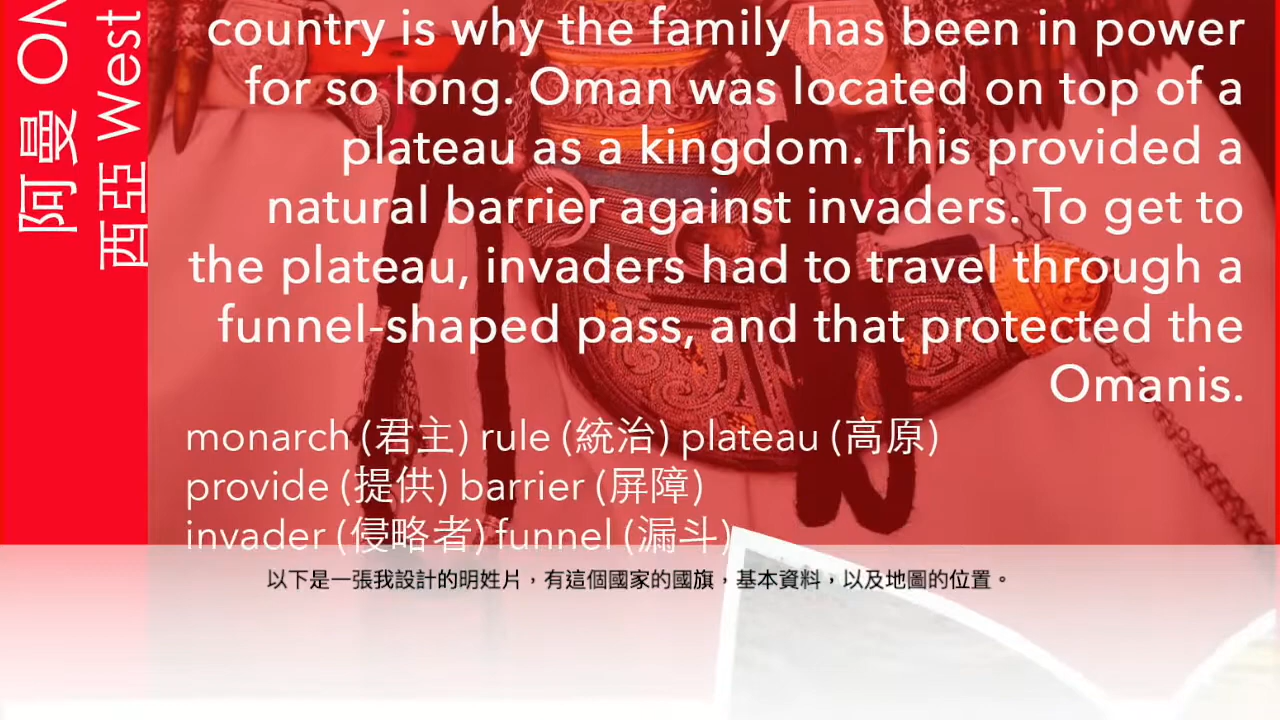 阿曼 OM
西亞 West
country is why the family has been in power
for so long. Oman was located on top of a
plateau as a kingdom. This provided a
natural barrier against invaders. To get to
the plateau, invaders had to travel through a
funnel-shaped pass, and that protected the
Omanis.
monarch (君主) rule (統治) plateau (高原)
provide (提供) barrier (屏障)
invader (侵略者) funnel (漏斗)
以下是一張我設計的明姓片，有這個國家的國旗，基本資料，以及地圖的位置。